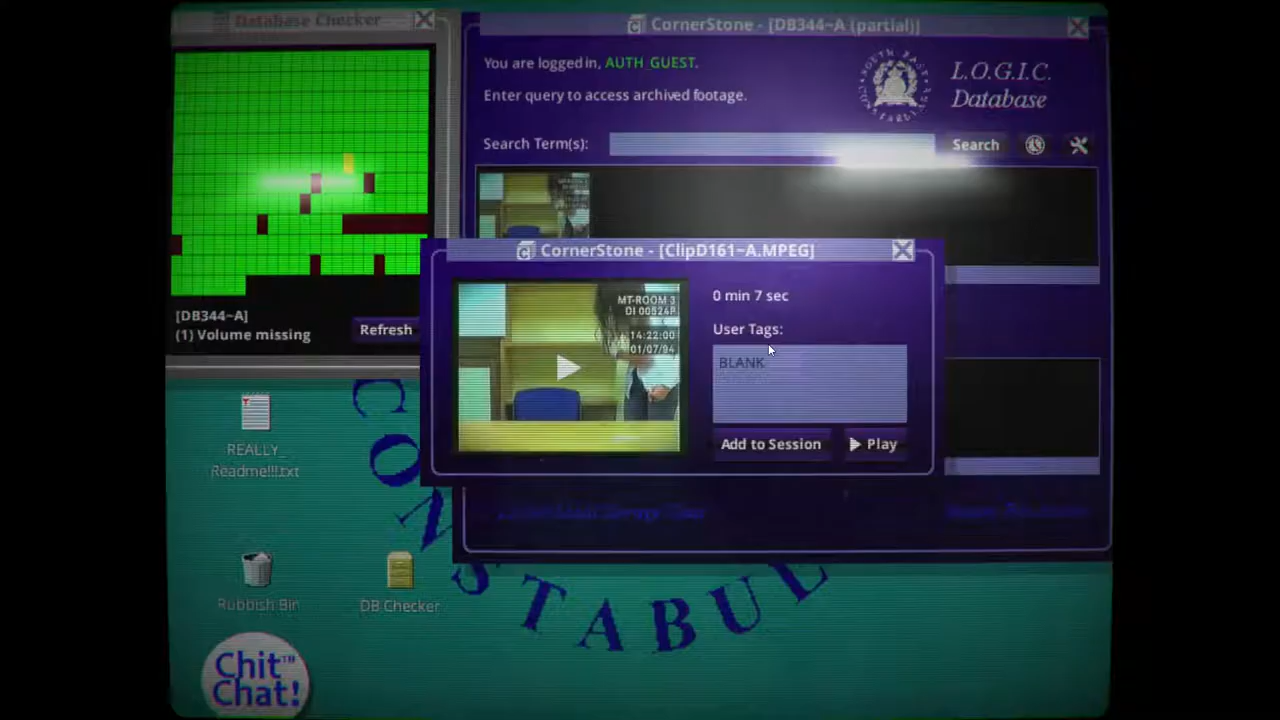 Database Checker
[DB344~A]
(1) Volume missing
Refresh
CornerStone - [DB344~A (partial)]
You are logged in, AUTH_GUEST.
Enter query to access archived footage.
L.O.G.I.C.
Database
Search Term(s):
Search
CornerStone - [ClipD161~A.MPEG]
MT-ROOM 3
DI 00524P
14:22:00
01/07/94
0 min 7 sec
User Tags:
BLANK
Add to Session
Play
REALLY_
Readme!!!.txt
Rubbish Bin
DB Checker
Chit™
Chat!
CONSTABUL